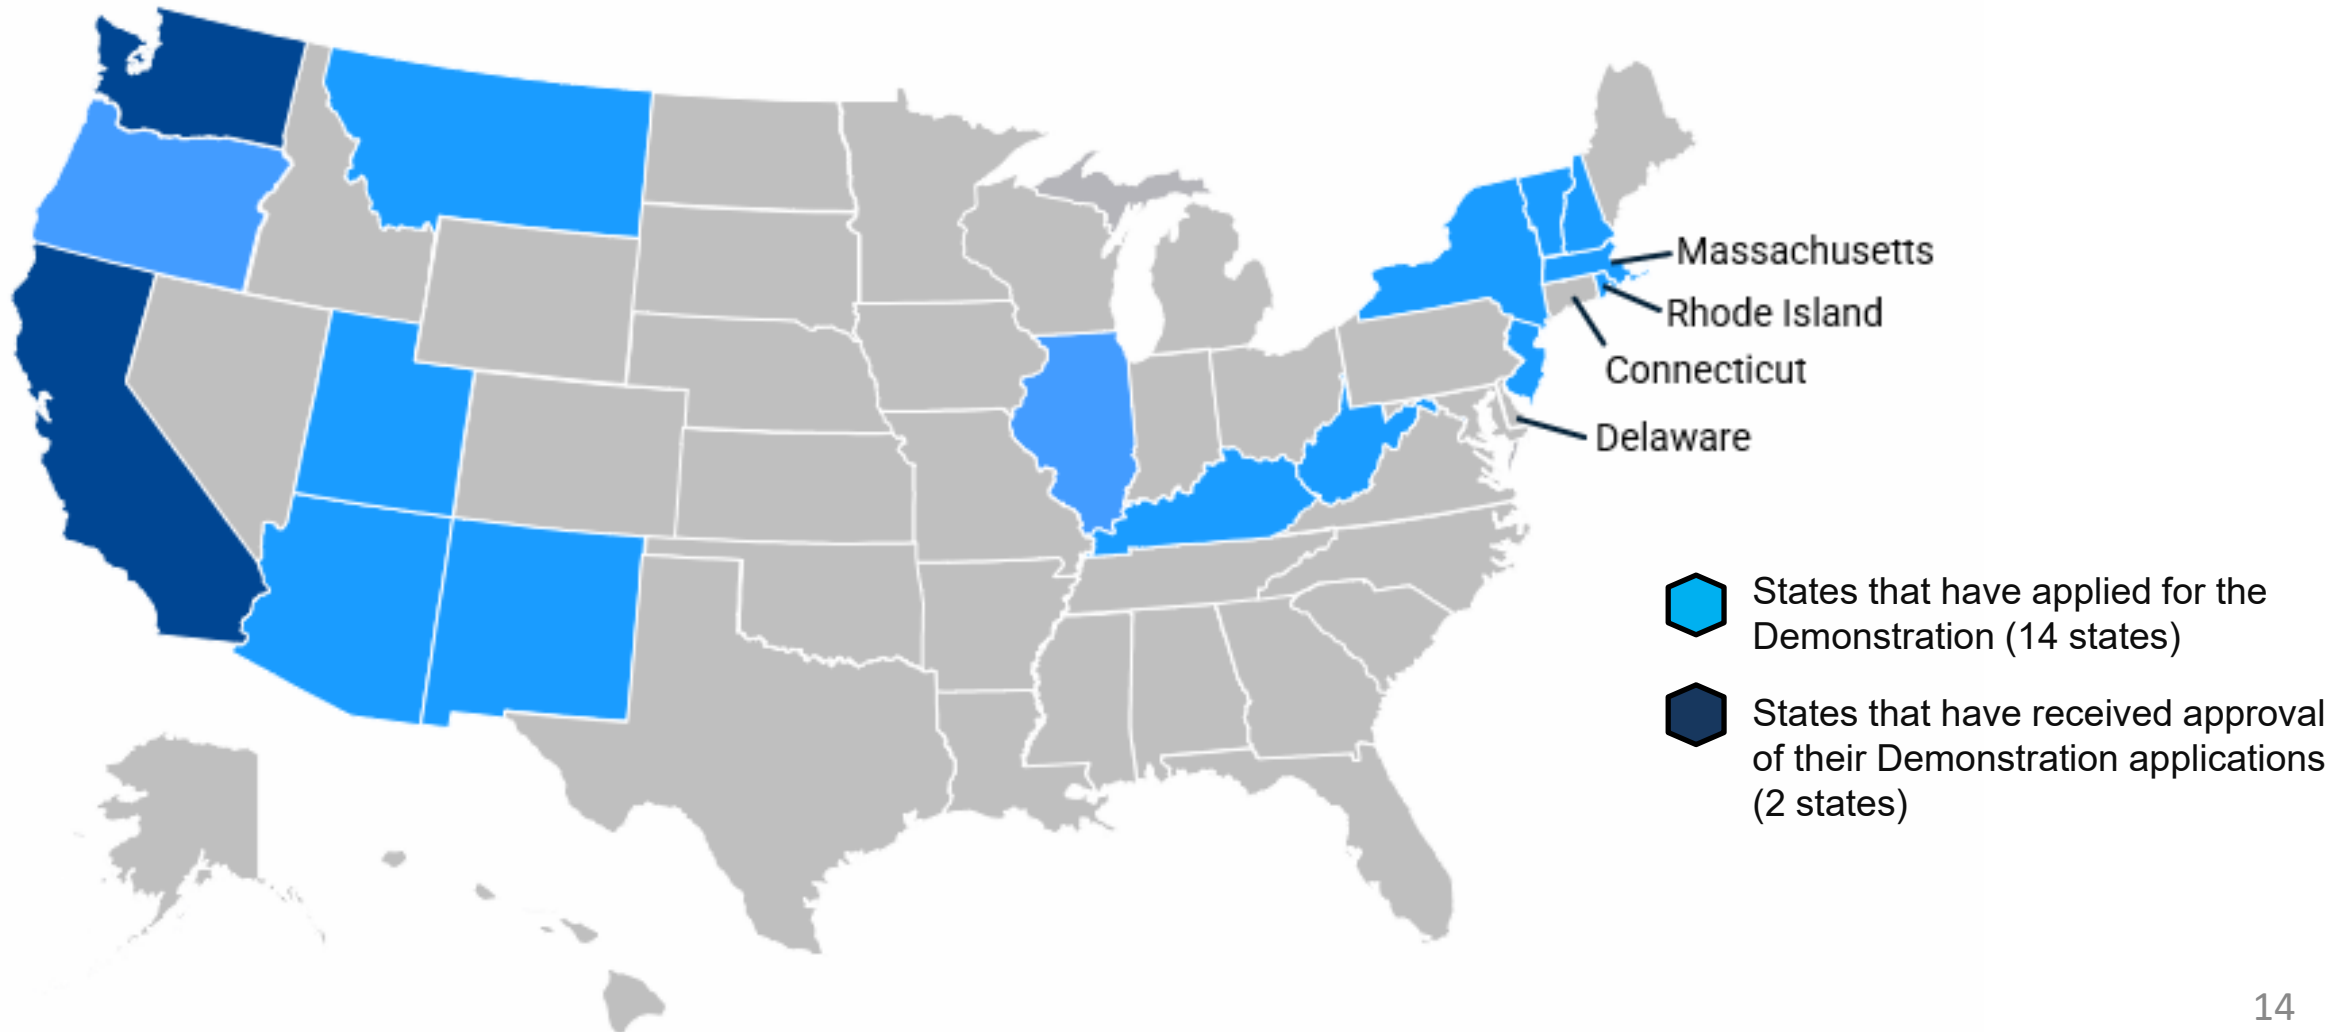 Massachusetts
Rhode Island
Connecticut
Delaware
States that have applied for the
Demonstration (14 states)
States that have received approval
of their Demonstration applications
(2 states)
14